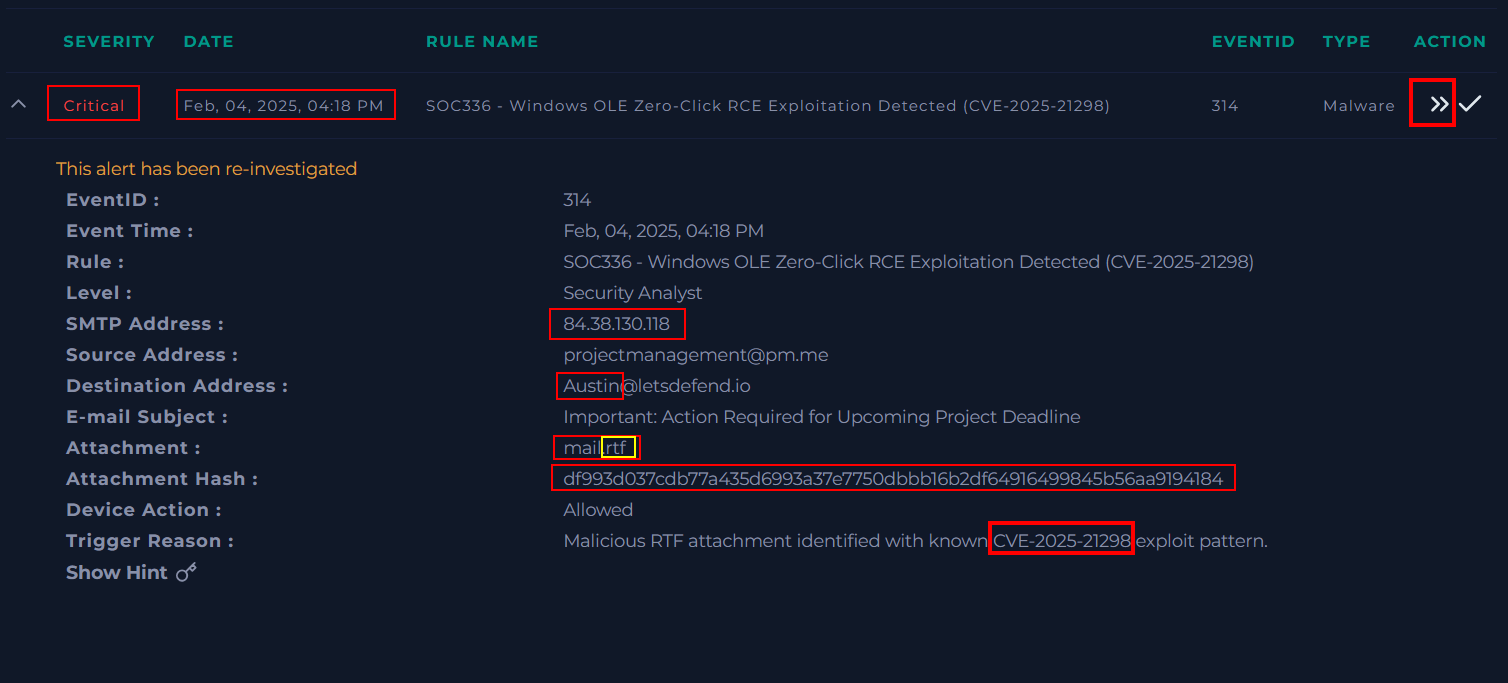 SEVERITY DATE RULE NAME EVENTID TYPE ACTION
Critical Feb, 04, 2025, 04:18 PM SOC336 - Windows OLE Zero-Click RCE Exploitation Detected (CVE-2025-21298) 314 Malware
This alert has been re-investigated
EventID : 314
Event Time : Feb, 04, 2025, 04:18 PM
Rule : SOC336 - Windows OLE Zero-Click RCE Exploitation Detected (CVE-2025-21298)
Level : Security Analyst
SMTP Address : 84.38.130.118
Source Address : projectmanagement@pm.me
Destination Address : Austin@letsdefend.io
E-mail Subject : Important: Action Required for Upcoming Project Deadline
Attachment : mail.rtf
Attachment Hash : df993d037cdb77a435d6993a37e7750dbbb16b2df64916499845b56aa9194184
Device Action : Allowed
Trigger Reason : Malicious RTF attachment identified with known CVE-2025-21298 exploit pattern.
Show Hint